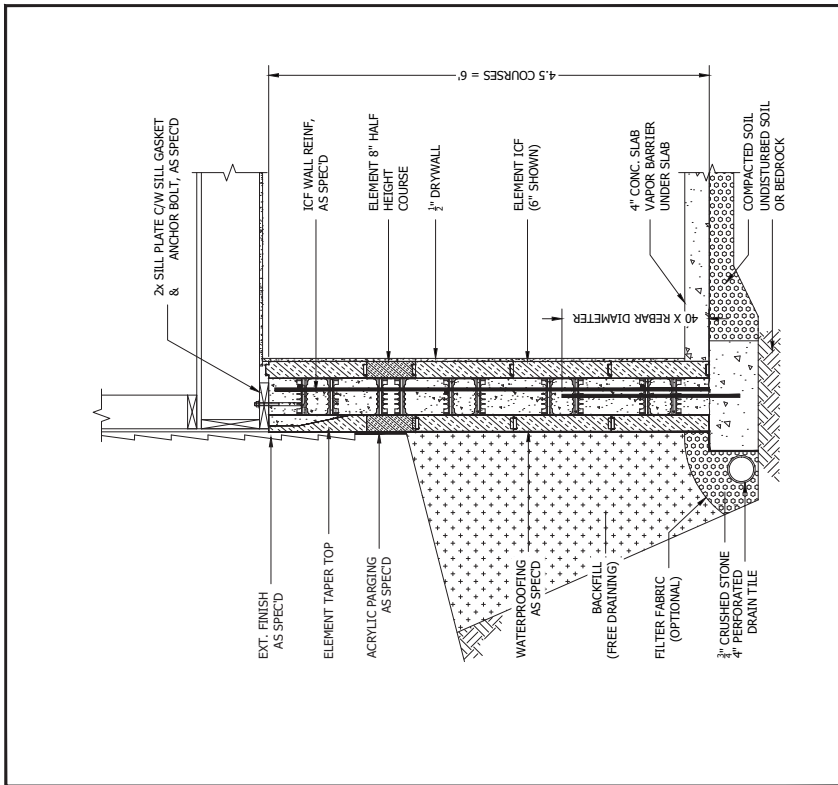 2x SILL PLATE C/W SILL GASKET
& ANCHOR BOLT, AS SPEC'D
ICF WALL REINF,
AS SPEC'D
ELEMENT 8" HALF
HEIGHT
COURSE
½" DRYWALL
ELEMENT ICF
(6" SHOWN)
4" CONC. SLAB
VAPOR BARRIER
UNDER SLAB
COMPACTED SOIL
UNDISTURBED SOIL
OR BEDROCK
4.5 COURSES = 6'
40 X REBAR DIAMETER
EXT. FINISH
AS SPEC'D
ELEMENT TAPER TOP
ACRYLIC PARGING
AS SPEC'D
WATERPROOFING
AS SPEC'D
BACKFILL
(FREE DRAINING)
FILTER FABRIC
(OPTIONAL)
¾" CRUSHED STONE
4" PERFORATED
DRAIN TILE